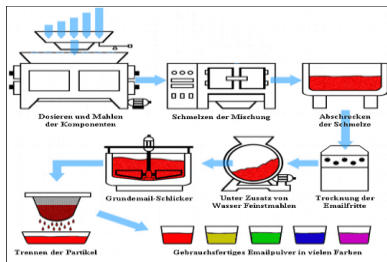 Dosieren und Mahlen
der Komponenten
Schmelzen der Mischung
Abschrecken
der Schmelze
Grundemail-Schlicker
Unter Zusatz von
Wasser Feinstmahlen
Trocknung der
Emailfritte
Trennen der Partikel
Gebrauchsfertiges Emailpulver in vielen Farben